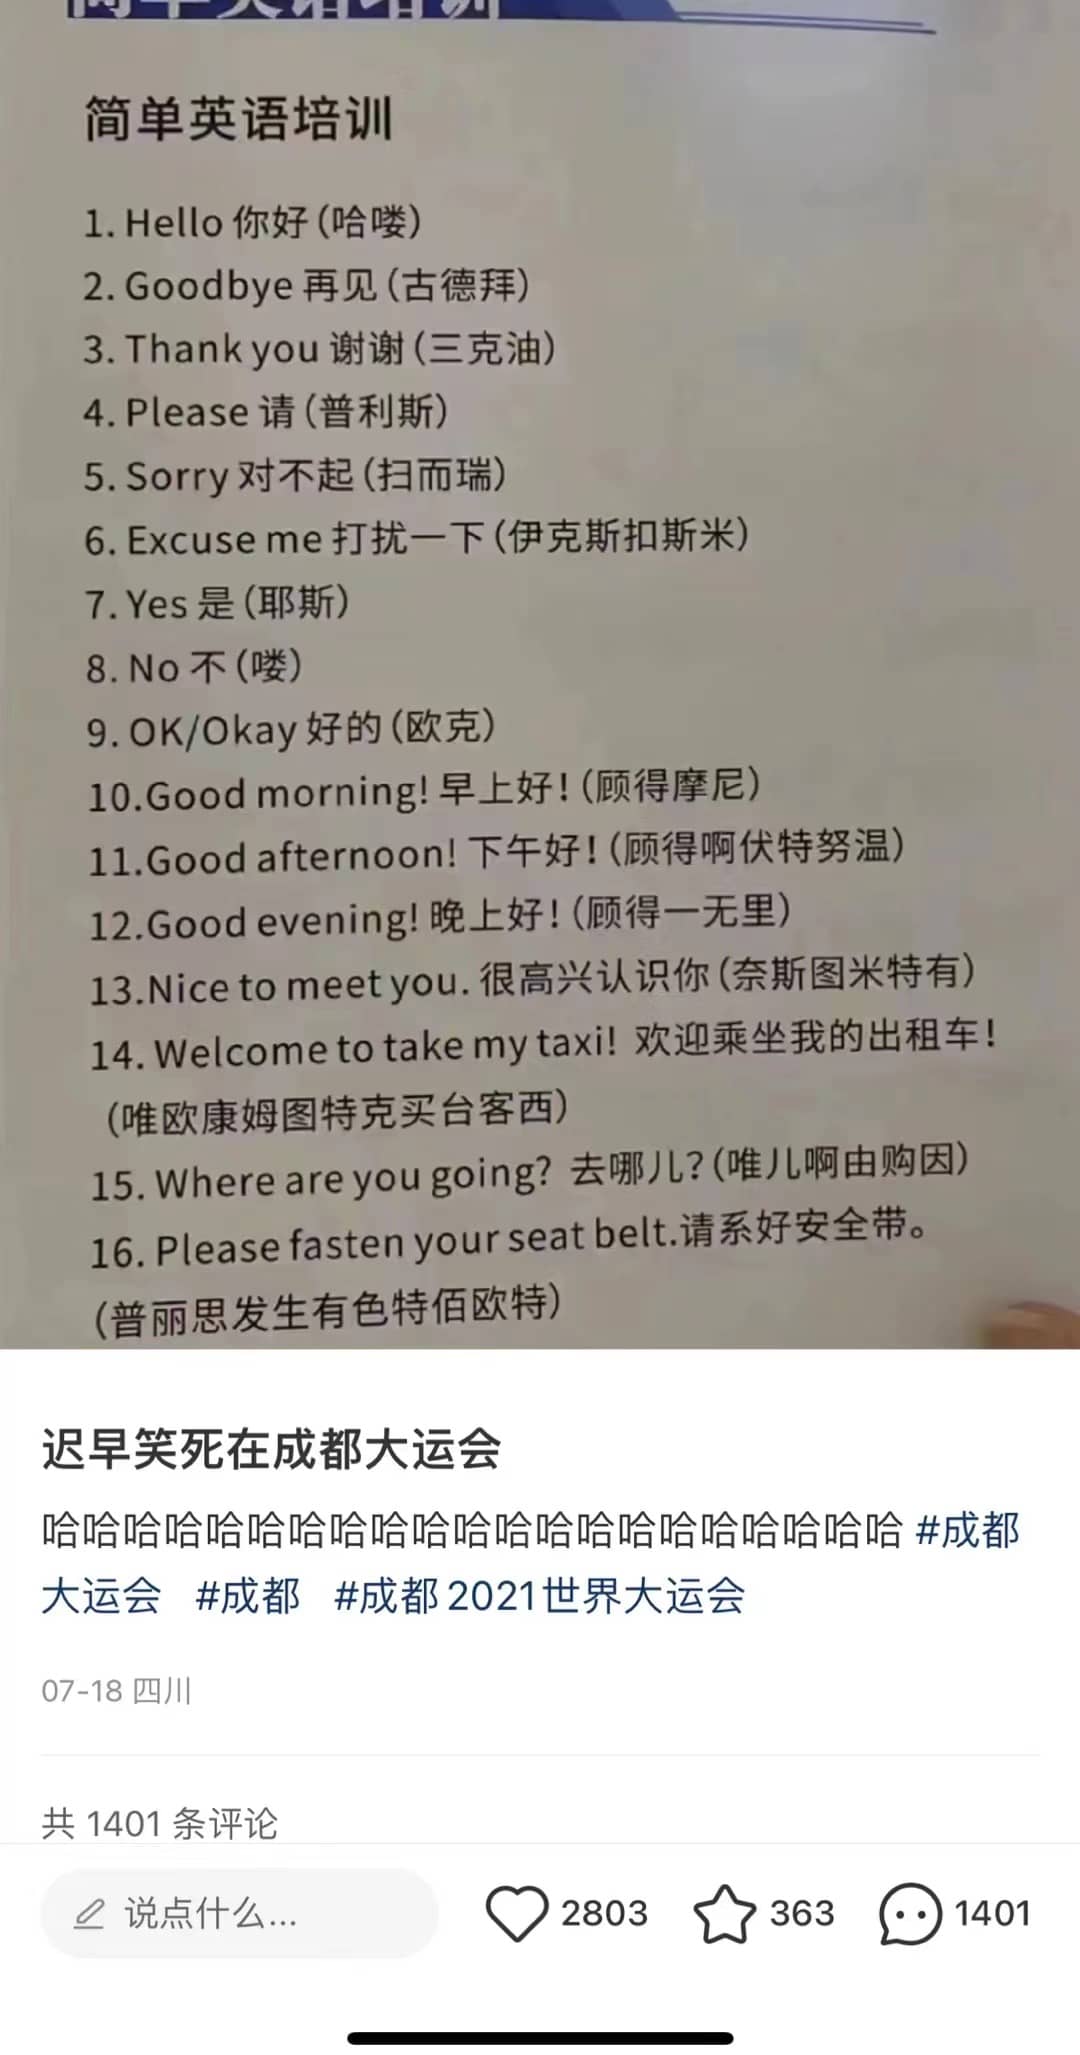 简单英语培训
简单英语培训
1. Hello 你好(哈喽)
2. Goodbye 再见(古德拜)
3. Thank you 谢谢(三克油)
4. Please 请(普利斯)
5. Sorry 对不起(扫而瑞)
6. Excuse me 打扰一下(伊克斯扣斯米)
7. Yes 是(耶斯)
8. No 不(喽)
9. OK/Okay 好的(欧克)
10.Good morning! 早上好!(顾得摩尼)
11.Good afternoon! 下午好!(顾得啊伏特努温)
12.Good evening! 晚上好!(顾得一无里)
13.Nice to meet you. 很高兴认识你(奈斯图米特有)
14. Welcome to take my taxi! 欢迎乘坐我的出租车!
(唯欧康姆图特克买台客西)
15. Where are you going? 去哪儿?(唯儿啊由购因)
16. Please fasten your seat belt.请系好安全带。
(普丽思发生有色特佰欧特)
迟早笑死在成都大运会
哈哈哈哈哈哈哈哈哈哈哈哈哈哈哈哈哈哈哈哈哈 #成都
大运会 #成都 #成都2021世界大运会
07-18 四川
共 1401 条评论
说点什么... 2803 363 1401